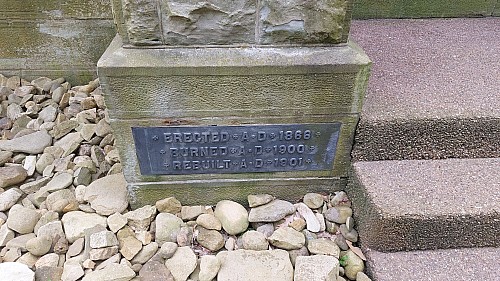 ERECTED · A · D · 1868
BURNED · A · D · 1900
REBUILT · A · D · 1901